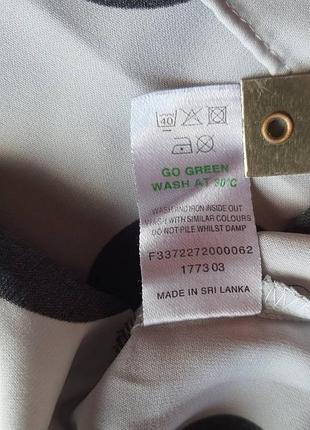 40
GO GREEN
WASH AT 30°C
WASH AND IRON INSIDE OUT
WASH WITH SIMILAR COLOURS
DO NOT PILE WHILST DAMP
F3372272000062
1773 03
MADE IN SRI LANKA